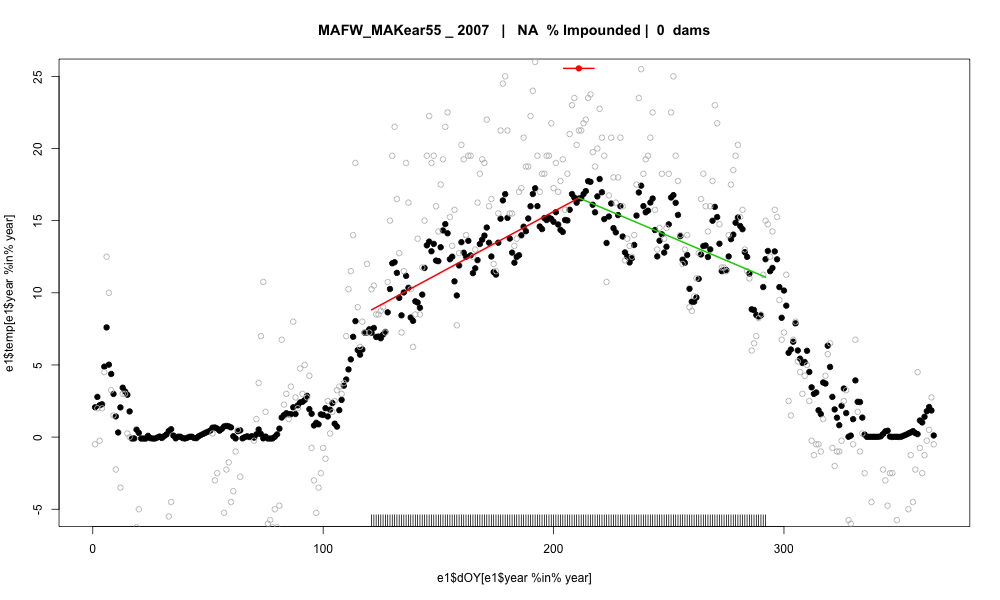 MAFW_MAKear55 _ 2007 | NA % Impounded | 0 dams
25
20
15
10
5
0
-5
e1$temp[e1$year %in% year]
0 100 200 300
e1$dOY[e1$year %in% year]